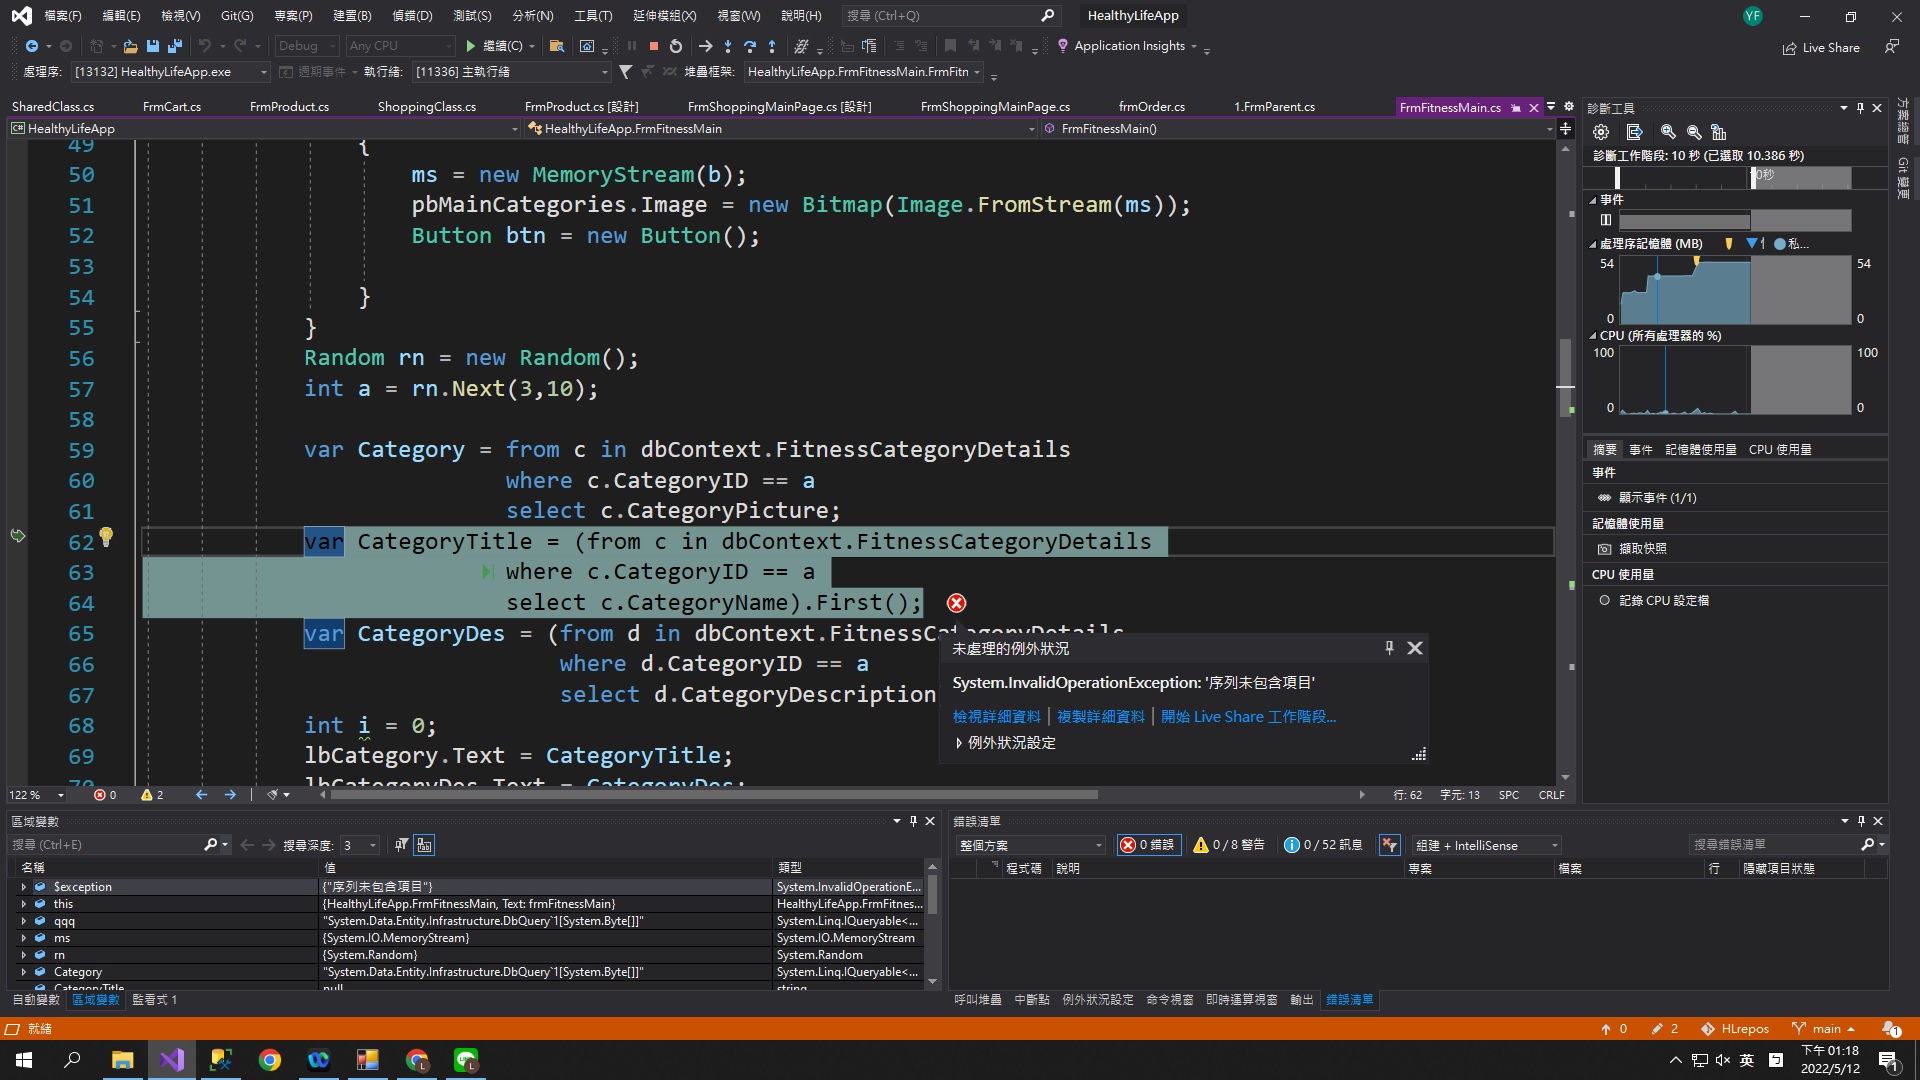 檔案(F) 編輯(E) 檢視(V) Git(G) 專案(P) 建置(B) 偵錯(D) 測試(S) 分析(N) 工具(T) 延伸模組(X) 視窗(W) 說明(H) 搜尋 (Ctrl+Q) HealthyLifeApp YF
Debug Any CPU 繼續(C) Application Insights Live Share
處理序: [13132] HealthyLifeApp.exe 週期事件 執行緒: [11336] 主執行緒 堆疊框架: HealthyLifeApp.FrmFitnessMain.FrmFitn
SharedClass.cs FrmCart.cs FrmProduct.cs ShoppingClass.cs FrmProduct.cs [設計] FrmShoppingMainPage.cs [設計] FrmShoppingMainPage.cs frmOrder.cs 1.FrmParent.cs FrmFitnessMain.cs
HealthyLifeApp HealthyLifeApp.FrmFitnessMain FrmFitnessMain()
49 {
50 ms = new MemoryStream(b);
51 pbMainCategories.Image = new Bitmap(Image.FromStream(ms));
52 Button btn = new Button();
53
54 }
55 }
56 Random rn = new Random();
57 int a = rn.Next(3,10);
58
59 var Category = from c in dbContext.FitnessCategoryDetails
60 where c.CategoryID == a
61 select c.CategoryPicture;
62 var CategoryTitle = (from c in dbContext.FitnessCategoryDetails
63 where c.CategoryID == a
64 select c.CategoryName).First();
65 var CategoryDes = (from d in dbContext.FitnessCategoryDetails
66 where d.CategoryID == a
67 select d.CategoryDescription
68 int i = 0;
69 lbCategory.Text = CategoryTitle;
70 lbCategoryDes.Text = CategoryDes;
未處理的例外狀況
System.InvalidOperationException: '序列未包含項目'
檢視詳細資料 | 複製詳細資料 | 開始 Live Share 工作階段...
例外狀況設定
122 % 0 2 行: 62 字元: 13 SPC CRLF
診斷工具
診斷工作階段: 10 秒 (已選取 10.386 秒)
10秒
事件
處理序記憶體 (MB) 私...
54 54
0 0
CPU (所有處理器的 %)
100 100
0 0
摘要 事件 記憶體使用量 CPU 使用量
事件
顯示事件 (1/1)
記憶體使用量
擷取快照
CPU 使用量
記錄 CPU 設定檔
方案總管
Git 變更
區域變數
搜尋 (Ctrl+E) 搜尋深度: 3
名稱 值 類型
$exception {"序列未包含項目"} System.InvalidOperationE...
this {HealthyLifeApp.FrmFitnessMain, Text: frmFitnessMain} HealthyLifeApp.FrmFitnes...
qqq "System.Data.Entity.Infrastructure.DbQuery`1[System.Byte[]]" System.Linq.IQueryable<...
ms {System.IO.MemoryStream} System.IO.MemoryStream
rn {System.Random} System.Random
Category "System.Data.Entity.Infrastructure.DbQuery`1[System.Byte[]]" System.Linq.IQueryable<...
CategoryTitle null string
自動變數 區域變數 監看式 1
錯誤清單
整個方案 0 錯誤 0 / 8 警告 0 / 52 訊息 組建 + IntelliSense 搜尋錯誤清單
程式碼 說明 專案 檔案 行 隱藏項目狀態
呼叫堆疊 中斷點 例外狀況設定 命令視窗 即時運算視窗 輸出 錯誤清單
就緒 0 2 HLrepos main 1
英 下午 01:18
2022/5/12 1